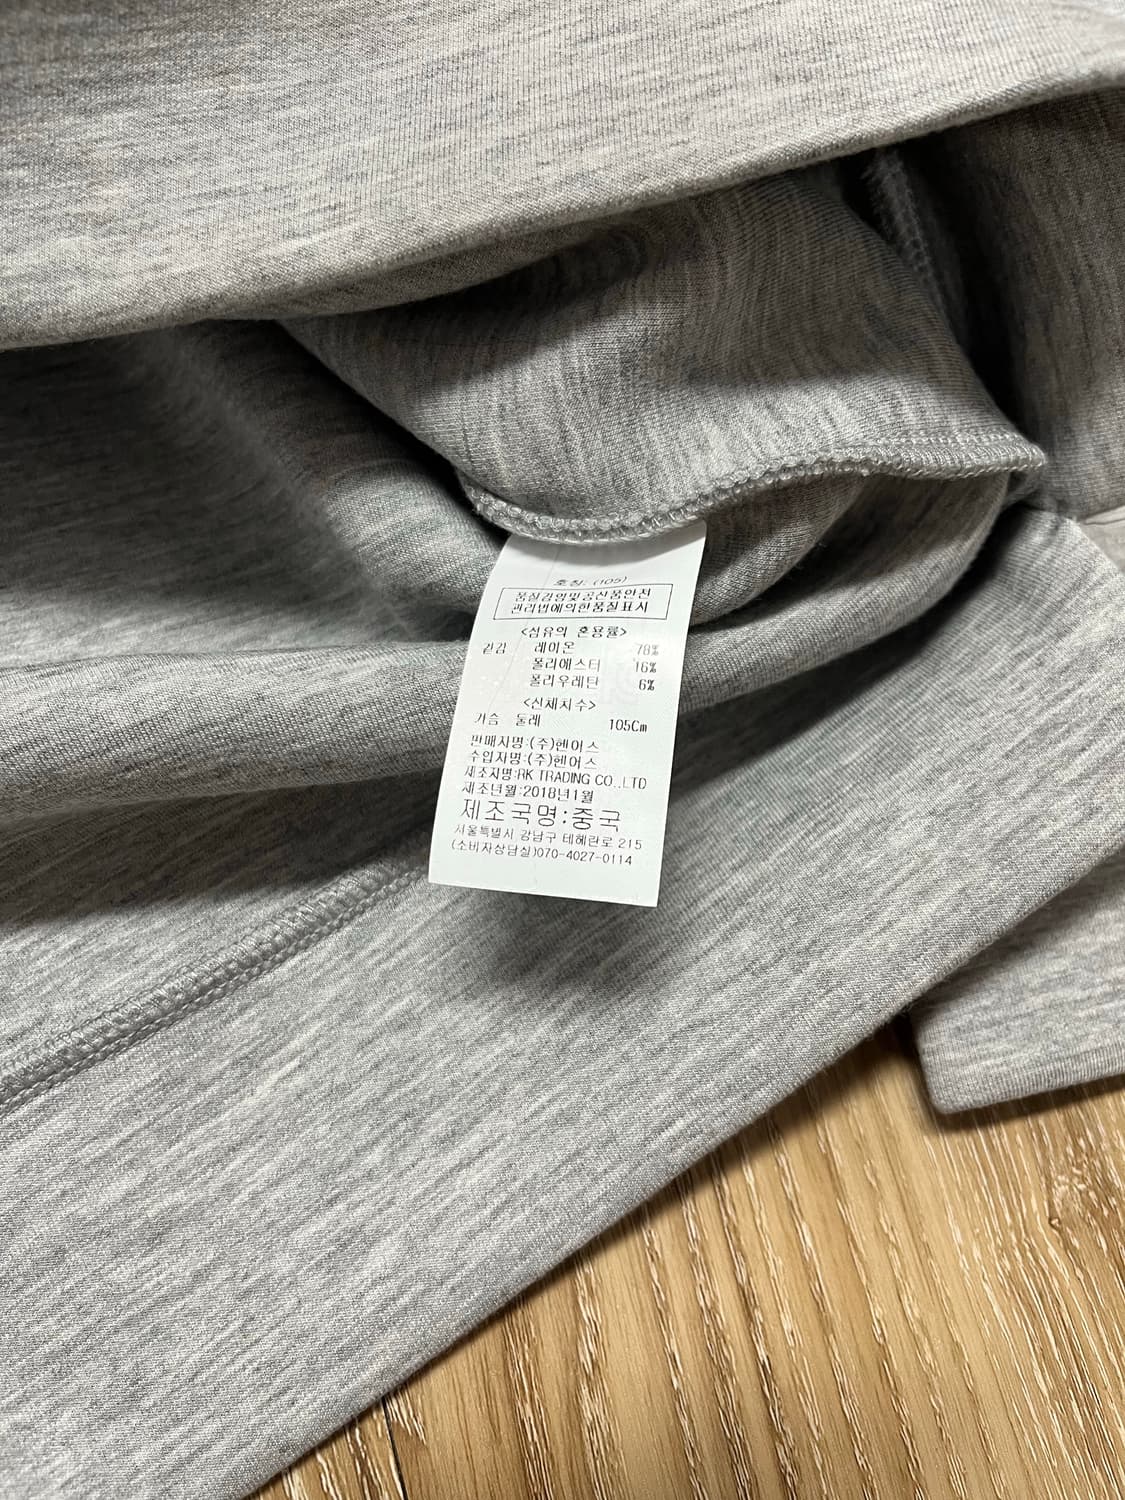 호칭: (105)
품질경영및공산품안전
관리법에의한품질표시
<섬유의 혼용률>
겉감 레이온 78%
폴리에스터 16%
폴리우레탄 6%
<신체치수>
가슴 둘레 105Cm
판매자명:(주)헨어스
수입자명:(주)헨어스
제조자명:RK TRADING CO.,LTD
제조년월:2018년1월
제조국명:중국
서울특별시 강남구 테헤란로 215
(소비자상담실)070-4027-0114